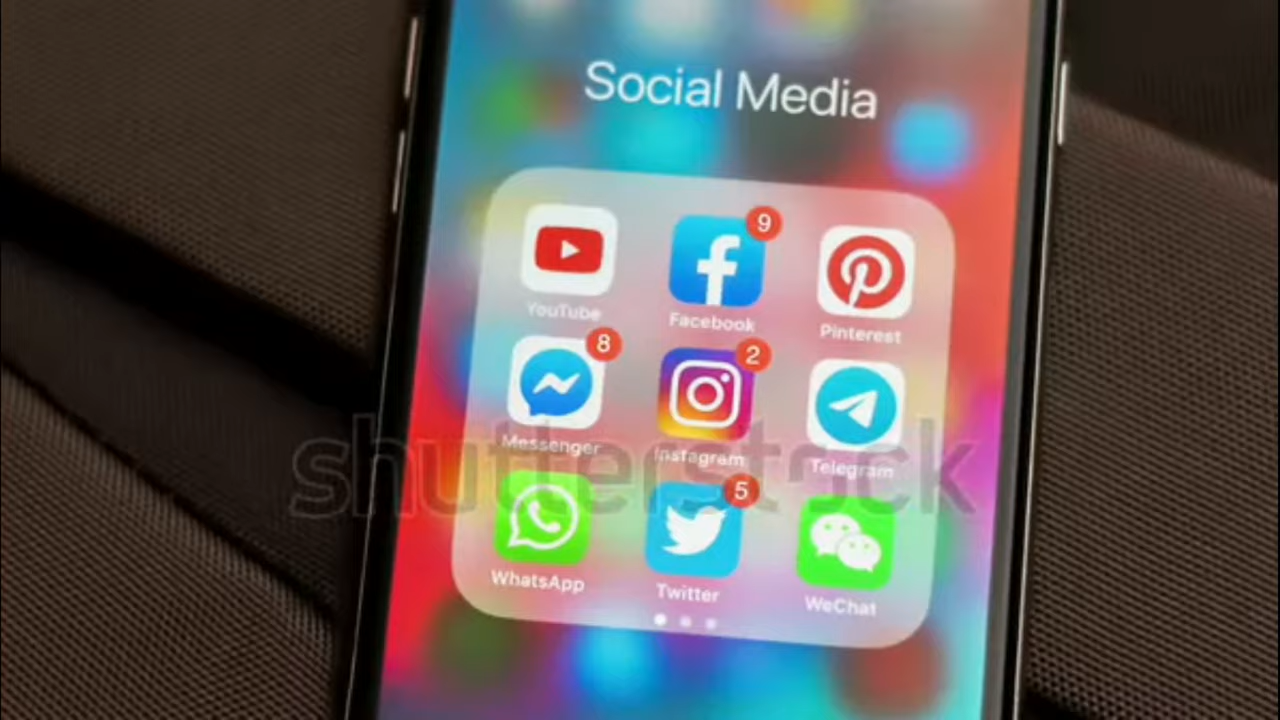 Social Media
9
YouTube
Facebook
Pinterest
8
2
Messenger
Instagram
Telegram
5
WhatsApp
Twitter
WeChat
shutterstock